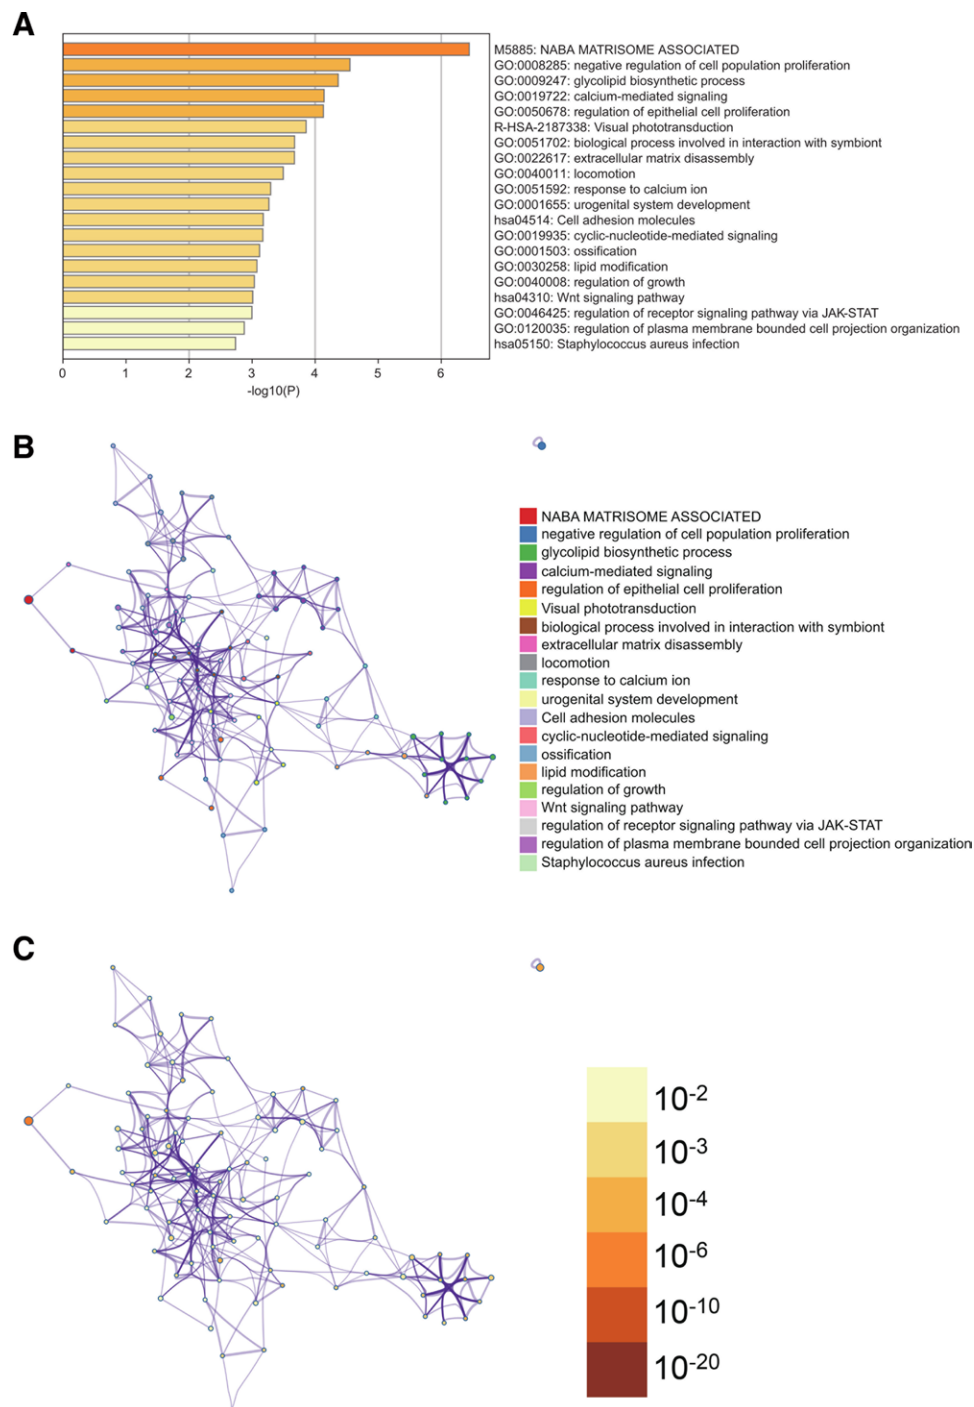 A
M5885: NABA MATRISOME ASSOCIATED
GO:0008285: negative regulation of cell population proliferation
GO:0009247: glycolipid biosynthetic process
GO:0019722: calcium-mediated signaling
GO:0050678: regulation of epithelial cell proliferation
R-HSA-2187338: Visual phototransduction
GO:0051702: biological process involved in interaction with symbiont
GO:0022617: extracellular matrix disassembly
GO:0040011: locomotion
GO:0051592: response to calcium ion
GO:0001655: urogenital system development
hsa04514: Cell adhesion molecules
GO:0019935: cyclic-nucleotide-mediated signaling
GO:0001503: ossification
GO:0030258: lipid modification
GO:0040008: regulation of growth
hsa04310: Wnt signaling pathway
GO:0046425: regulation of receptor signaling pathway via JAK-STAT
GO:0120035: regulation of plasma membrane bounded cell projection organization
hsa05150: Staphylococcus aureus infection
0 1 2 3 4 5 6
-log10(P)
B
NABA MATRISOME ASSOCIATED
negative regulation of cell population proliferation
glycolipid biosynthetic process
calcium-mediated signaling
regulation of epithelial cell proliferation
Visual phototransduction
biological process involved in interaction with symbiont
extracellular matrix disassembly
locomotion
response to calcium ion
urogenital system development
Cell adhesion molecules
cyclic-nucleotide-mediated signaling
ossification
lipid modification
regulation of growth
Wnt signaling pathway
regulation of receptor signaling pathway via JAK-STAT
regulation of plasma membrane bounded cell projection organization
Staphylococcus aureus infection
C
10-2
10-3
10-4
10-6
10-10
10-20